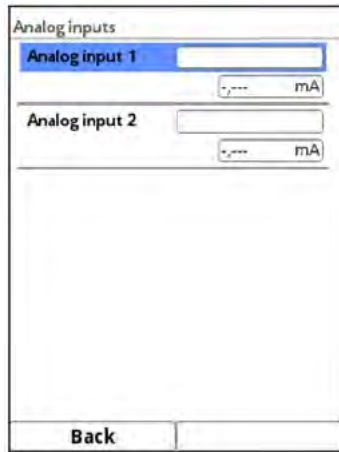 Analog inputs
Analog input 1
-,--- mA
Analog input 2
-,--- mA
Back